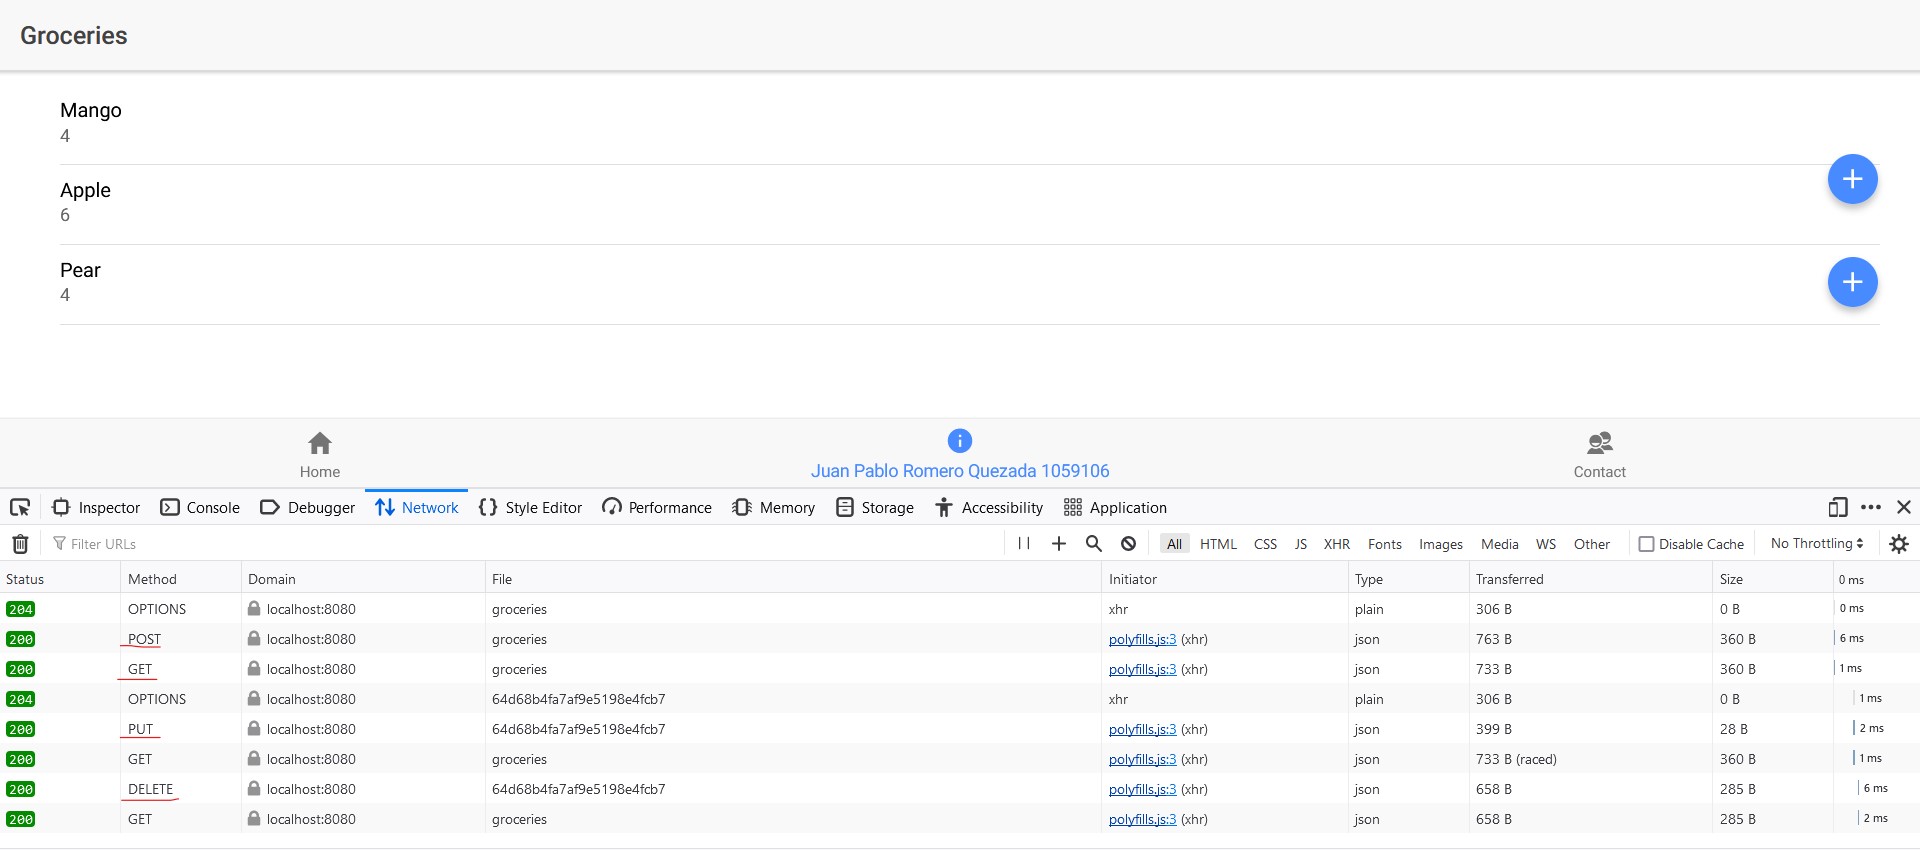 Groceries
Mango
4
Apple
6
Pear
4
Home
Juan Pablo Romero Quezada 1059106
Contact
Inspector Console Debugger Network Style Editor Performance Memory Storage Accessibility Application
Filter URLs All HTML CSS JS XHR Fonts Images Media WS Other Disable Cache No Throttling
Status Method Domain File Initiator Type Transferred Size 0 ms
204 OPTIONS localhost:8080 groceries xhr plain 306 B 0 B 0 ms
200 POST localhost:8080 groceries polyfills.js:3 (xhr) json 763 B 360 B 6 ms
200 GET localhost:8080 groceries polyfills.js:3 (xhr) json 733 B 360 B 1 ms
204 OPTIONS localhost:8080 64d68b4fa7af9e5198e4fcb7 xhr plain 306 B 0 B 1 ms
200 PUT localhost:8080 64d68b4fa7af9e5198e4fcb7 polyfills.js:3 (xhr) json 399 B 28 B 2 ms
200 GET localhost:8080 groceries polyfills.js:3 (xhr) json 733 B (raced) 360 B 1 ms
200 DELETE localhost:8080 64d68b4fa7af9e5198e4fcb7 polyfills.js:3 (xhr) json 658 B 285 B 6 ms
200 GET localhost:8080 groceries polyfills.js:3 (xhr) json 658 B 285 B 2 ms